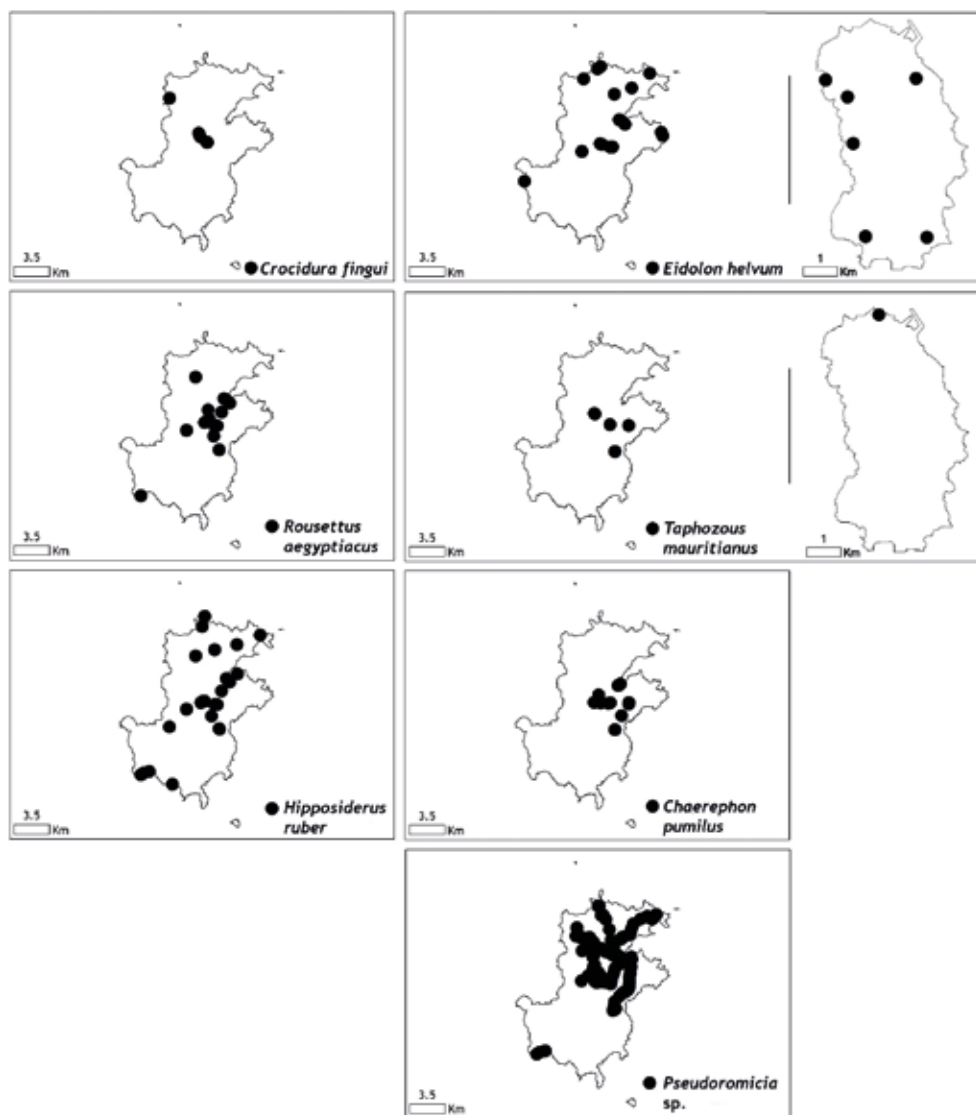 3.5
Km
Crocidura fingui
3.5
Km
Eidolon helvum
1
Km
3.5
Km
Rousettus
aegyptiacus
3.5
Km
Taphozous
mauritianus
1
Km
3.5
Km
Hipposiderus
ruber
3.5
Km
Chaerephon
pumilus
3.5
Km
Pseudoromicia
sp.